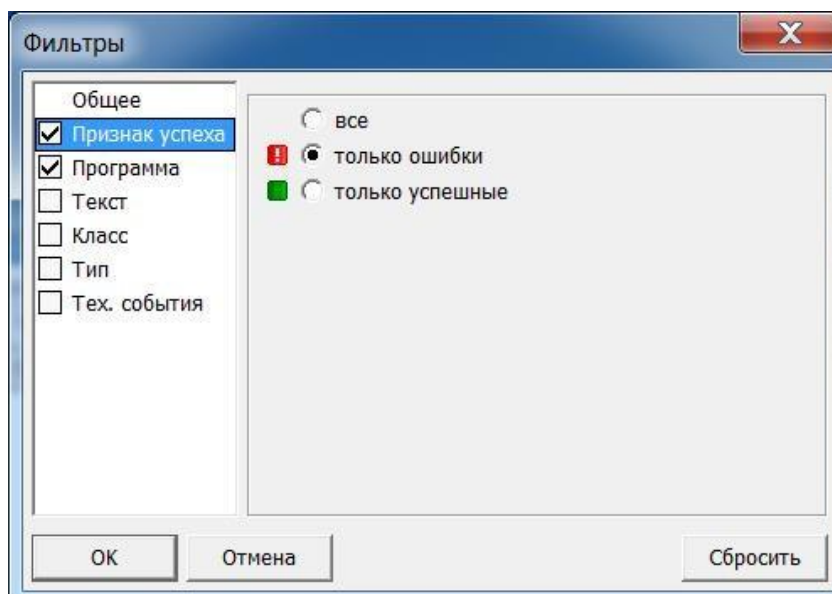 Фильтры
Общее
Признак успеха
Программа
Текст
Класс
Тип
Тех. события
все
только ошибки
только успешные
OK
Отмена
Сбросить